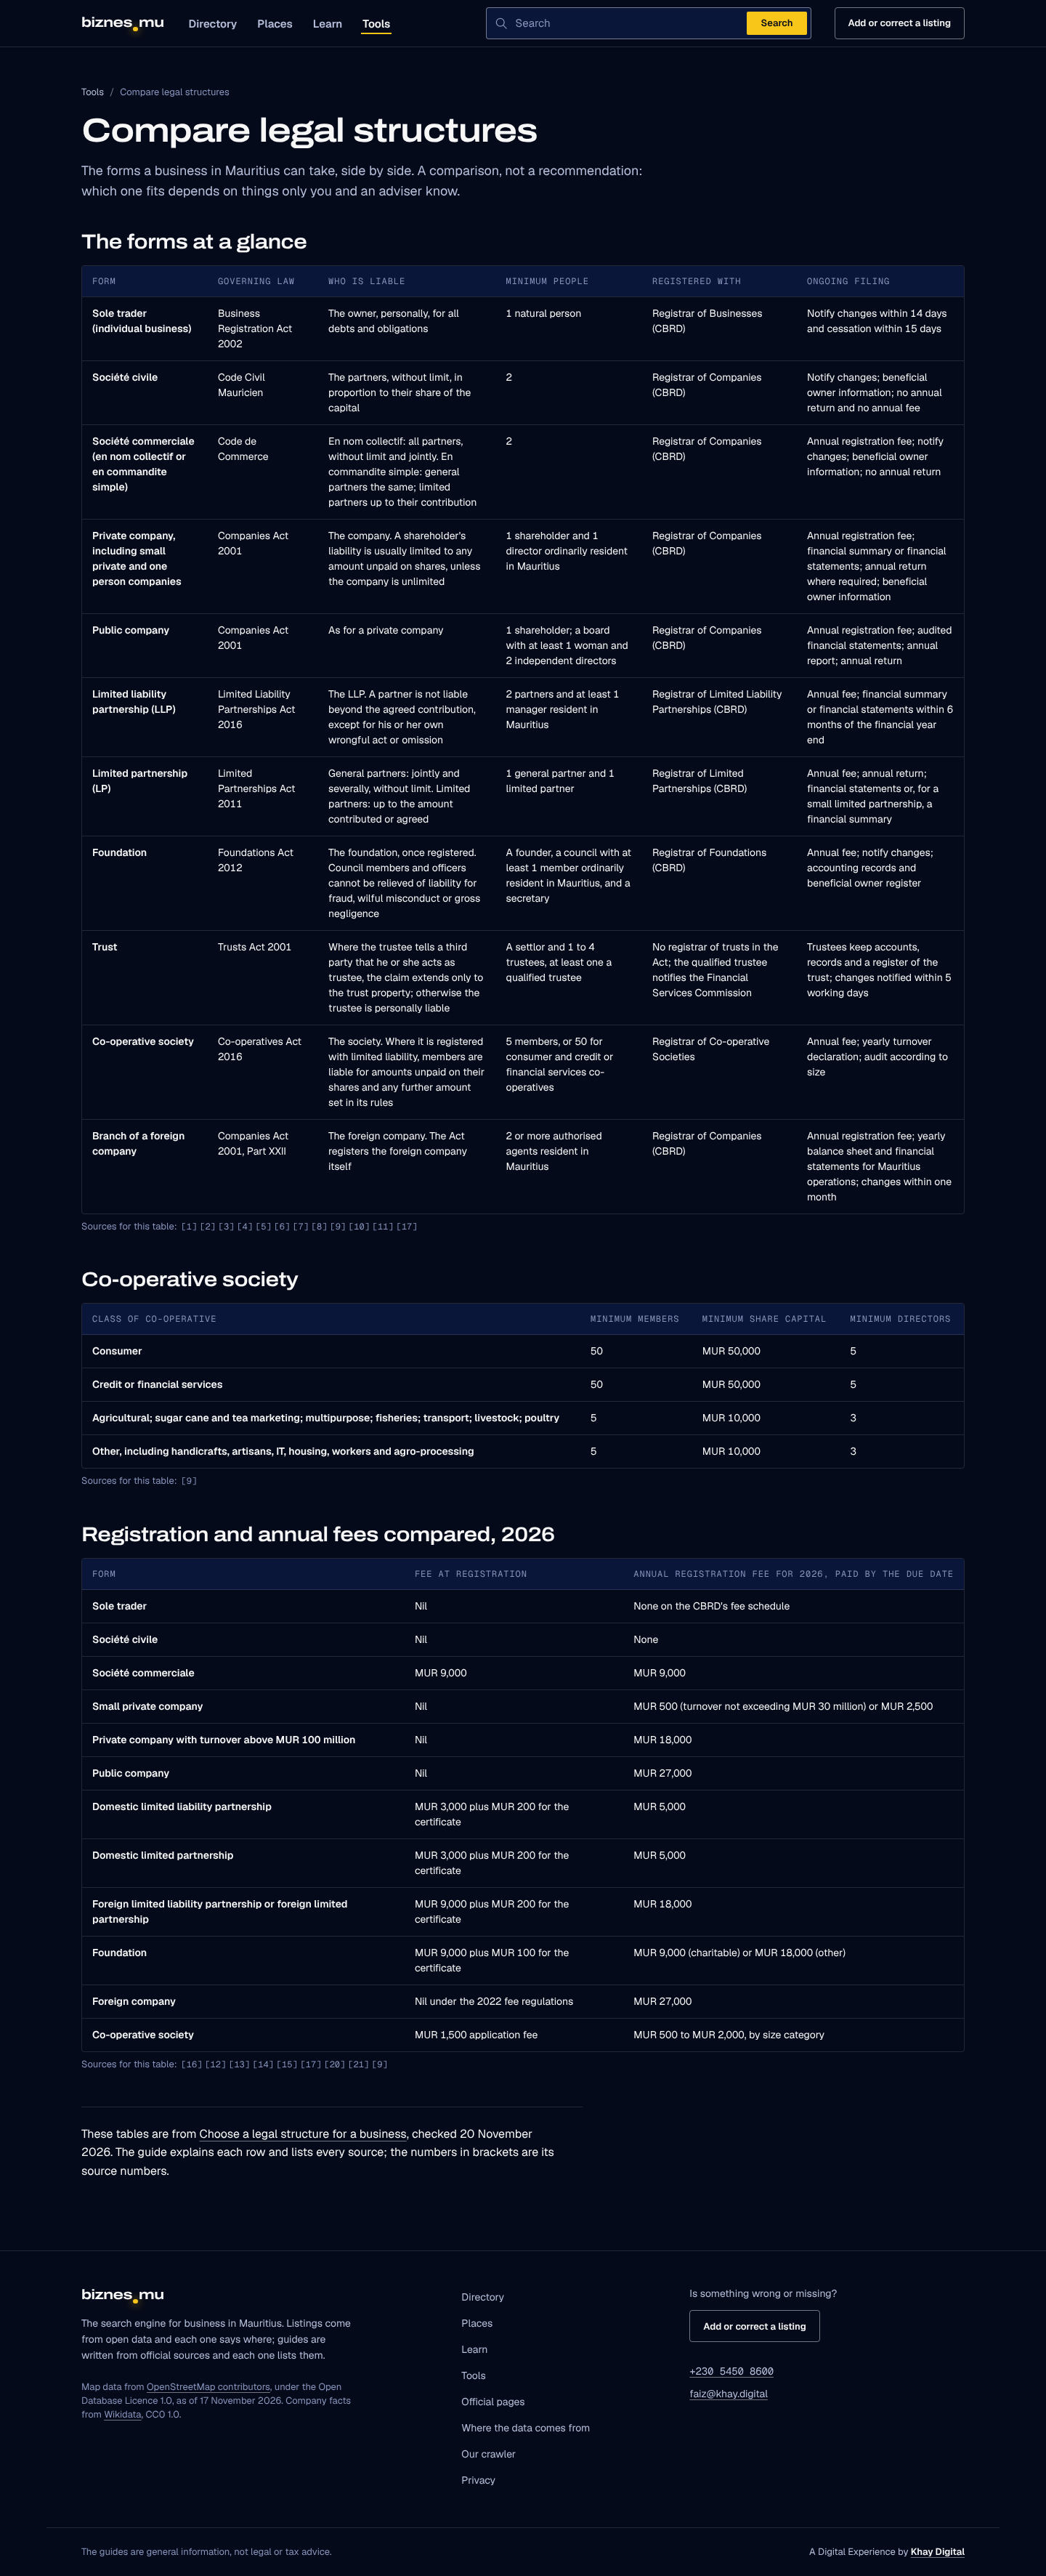 biznes.mu Directory Places Learn Tools Search Search Add or correct a listing
Tools / Compare legal structures
Compare legal structures
The forms a business in Mauritius can take, side by side. A comparison, not a recommendation:
which one fits depends on things only you and an adviser know.
The forms at a glance
FORM GOVERNING LAW WHO IS LIABLE MINIMUM PEOPLE REGISTERED WITH ONGOING FILING
Sole trader Business The owner, personally, for all 1 natural person Registrar of Businesses Notify changes within 14 days
(individual business) Registration Act debts and obligations (CBRD) and cessation within 15 days
2002
Société civile Code Civil The partners, without limit, in 2 Registrar of Companies Notify changes; beneficial
Mauricien proportion to their share of the (CBRD) owner information; no annual
capital return and no annual fee
Société commerciale Code de En nom collectif: all partners, 2 Registrar of Companies Annual registration fee; notify
(en nom collectif or Commerce without limit and jointly. En (CBRD) changes; beneficial owner
en commandite commandite simple: general information; no annual return
simple) partners the same; limited
partners up to their contribution
Private company, Companies Act The company. A shareholder's 1 shareholder and 1 Registrar of Companies Annual registration fee;
including small 2001 liability is usually limited to any director ordinarily resident (CBRD) financial summary or financial
private and one amount unpaid on shares, unless in Mauritius statements; annual return
person companies the company is unlimited where required; beneficial
owner information
Public company Companies Act As for a private company 1 shareholder; a board Registrar of Companies Annual registration fee; audited
2001 with at least 1 woman and (CBRD) financial statements; annual
2 independent directors report; annual return
Limited liability Limited Liability The LLP. A partner is not liable 2 partners and at least 1 Registrar of Limited Liability Annual fee; financial summary
partnership (LLP) Partnerships Act beyond the agreed contribution, manager resident in Partnerships (CBRD) or financial statements within 6
2016 except for his or her own Mauritius months of the financial year
wrongful act or omission end
Limited partnership Limited General partners: jointly and 1 general partner and 1 Registrar of Limited Annual fee; annual return;
(LP) Partnerships Act severally, without limit. Limited limited partner Partnerships (CBRD) financial statements or, for a
2011 partners: up to the amount small limited partnership, a
contributed or agreed financial summary
Foundation Foundations Act The foundation, once registered. A founder, a council with at Registrar of Foundations Annual fee; notify changes;
2012 Council members and officers least 1 member ordinarily (CBRD) accounting records and
cannot be relieved of liability for resident in Mauritius, and a beneficial owner register
fraud, wilful misconduct or gross secretary
negligence
Trust Trusts Act 2001 Where the trustee tells a third A settlor and 1 to 4 No registrar of trusts in the Trustees keep accounts,
party that he or she acts as trustees, at least one a Act; the qualified trustee records and a register of the
trustee, the claim extends only to qualified trustee notifies the Financial trust; changes notified within 5
the trust property; otherwise the Services Commission working days
trustee is personally liable
Co-operative society Co-operatives Act The society. Where it is registered 5 members, or 50 for Registrar of Co-operative Annual fee; yearly turnover
2016 with limited liability, members are consumer and credit or Societies declaration; audit according to
liable for amounts unpaid on their financial services co- size
shares and any further amount operatives
set in its rules
Branch of a foreign Companies Act The foreign company. The Act 2 or more authorised Registrar of Companies Annual registration fee; yearly
company 2001, Part XXII registers the foreign company agents resident in (CBRD) balance sheet and financial
itself Mauritius statements for Mauritius
operations; changes within one
month
Sources for this table: [1] [2] [3] [4] [5] [6] [7] [8] [9] [10] [11] [17]
Co-operative society
CLASS OF CO-OPERATIVE MINIMUM MEMBERS MINIMUM SHARE CAPITAL MINIMUM DIRECTORS
Consumer 50 MUR 50,000 5
Credit or financial services 50 MUR 50,000 5
Agricultural; sugar cane and tea marketing; multipurpose; fisheries; transport; livestock; poultry 5 MUR 10,000 3
Other, including handicrafts, artisans, IT, housing, workers and agro-processing 5 MUR 10,000 3
Sources for this table: [9]
Registration and annual fees compared, 2026
FORM FEE AT REGISTRATION ANNUAL REGISTRATION FEE FOR 2026, PAID BY THE DUE DATE
Sole trader Nil None on the CBRD's fee schedule
Société civile Nil None
Société commerciale MUR 9,000 MUR 9,000
Small private company Nil MUR 500 (turnover not exceeding MUR 30 million) or MUR 2,500
Private company with turnover above MUR 100 million Nil MUR 18,000
Public company Nil MUR 27,000
Domestic limited liability partnership MUR 3,000 plus MUR 200 for the MUR 5,000
certificate
Domestic limited partnership MUR 3,000 plus MUR 200 for the MUR 5,000
certificate
Foreign limited liability partnership or foreign limited MUR 9,000 plus MUR 200 for the MUR 18,000
partnership certificate
Foundation MUR 9,000 plus MUR 100 for the MUR 9,000 (charitable) or MUR 18,000 (other)
certificate
Foreign company Nil under the 2022 fee regulations MUR 27,000
Co-operative society MUR 1,500 application fee MUR 500 to MUR 2,000, by size category
Sources for this table: [16] [12] [13] [14] [15] [17] [20] [21] [9]
These tables are from Choose a legal structure for a business, checked 20 November
2026. The guide explains each row and lists every source; the numbers in brackets are its
source numbers.
biznes.mu
The search engine for business in Mauritius. Listings come
from open data and each one says where; guides are
written from official sources and each one lists them.
Map data from OpenStreetMap contributors, under the Open
Database Licence 1.0, as of 17 November 2026. Company facts
from Wikidata, CC0 1.0.
Directory
Places
Learn
Tools
Official pages
Where the data comes from
Our crawler
Privacy
Is something wrong or missing?
Add or correct a listing
+230 5450 8600
faiz@khay.digital
The guides are general information, not legal or tax advice.
A Digital Experience by Khay Digital